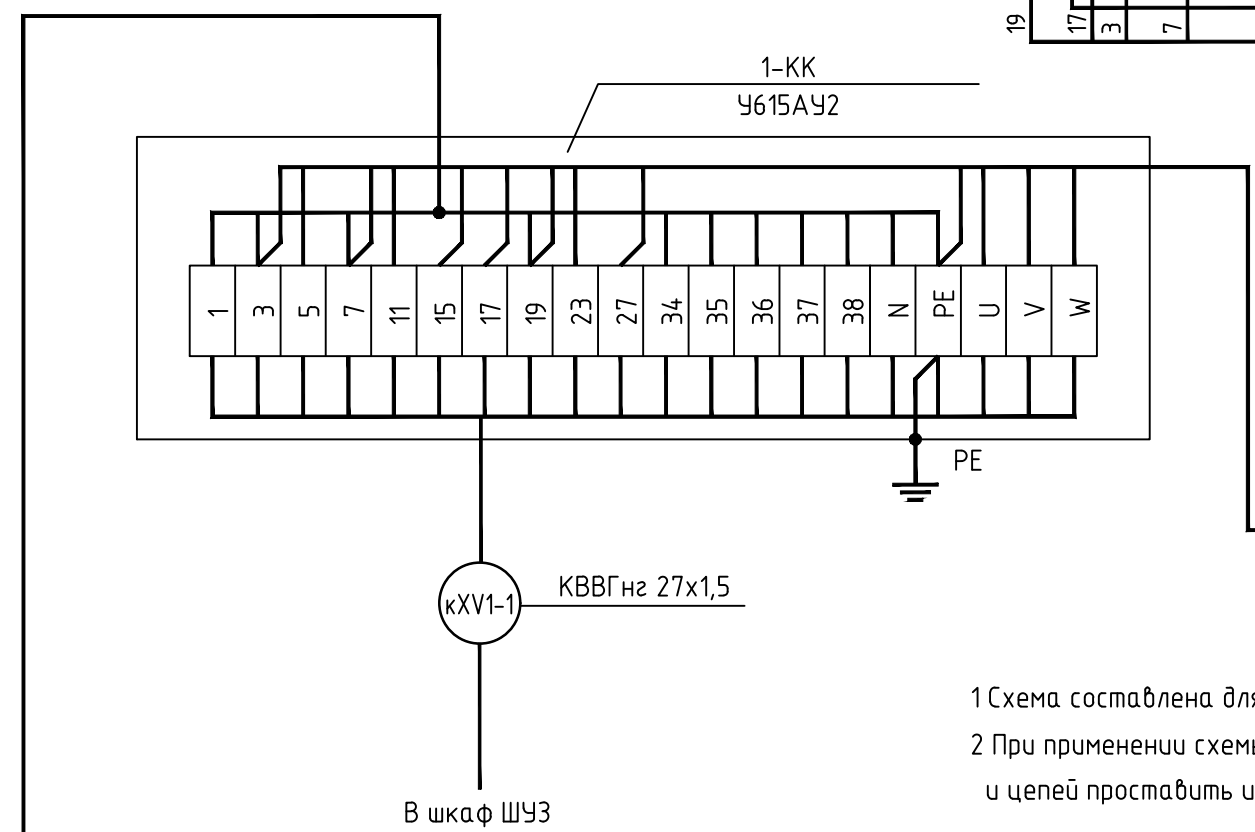 19 17 3 7
1-КК
У615АУ2
1 3 5 7 11 15 17 19 23 27 34 35 36 37 38 N PE U V W
PE
кXV1-1
КВВГнг 27х1,5
1 Схема составлена для
2 При применении схемы
и цепей проставить и
В шкаф ШУЗ